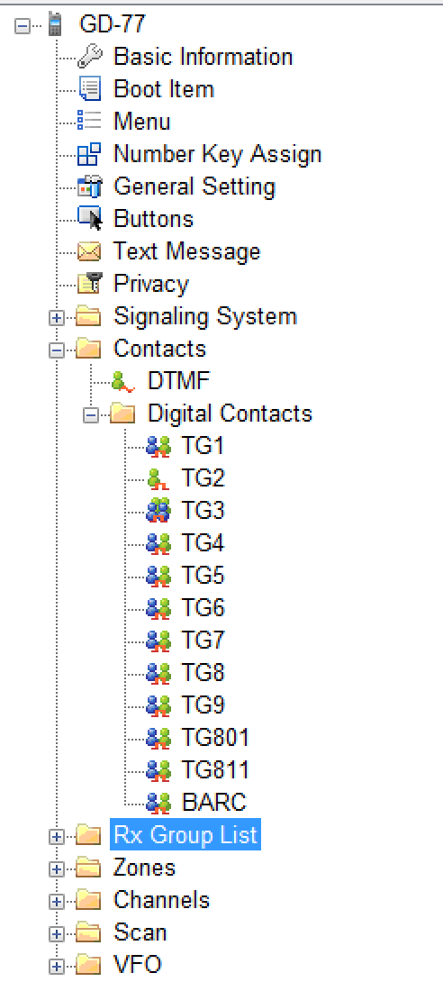 GD-77
Basic Information
Boot Item
Menu
Number Key Assign
General Setting
Buttons
Text Message
Privacy
Signaling System
Contacts
DTMF
Digital Contacts
TG1
TG2
TG3
TG4
TG5
TG6
TG7
TG8
TG9
TG801
TG811
BARC
Rx Group List
Zones
Channels
Scan
VFO